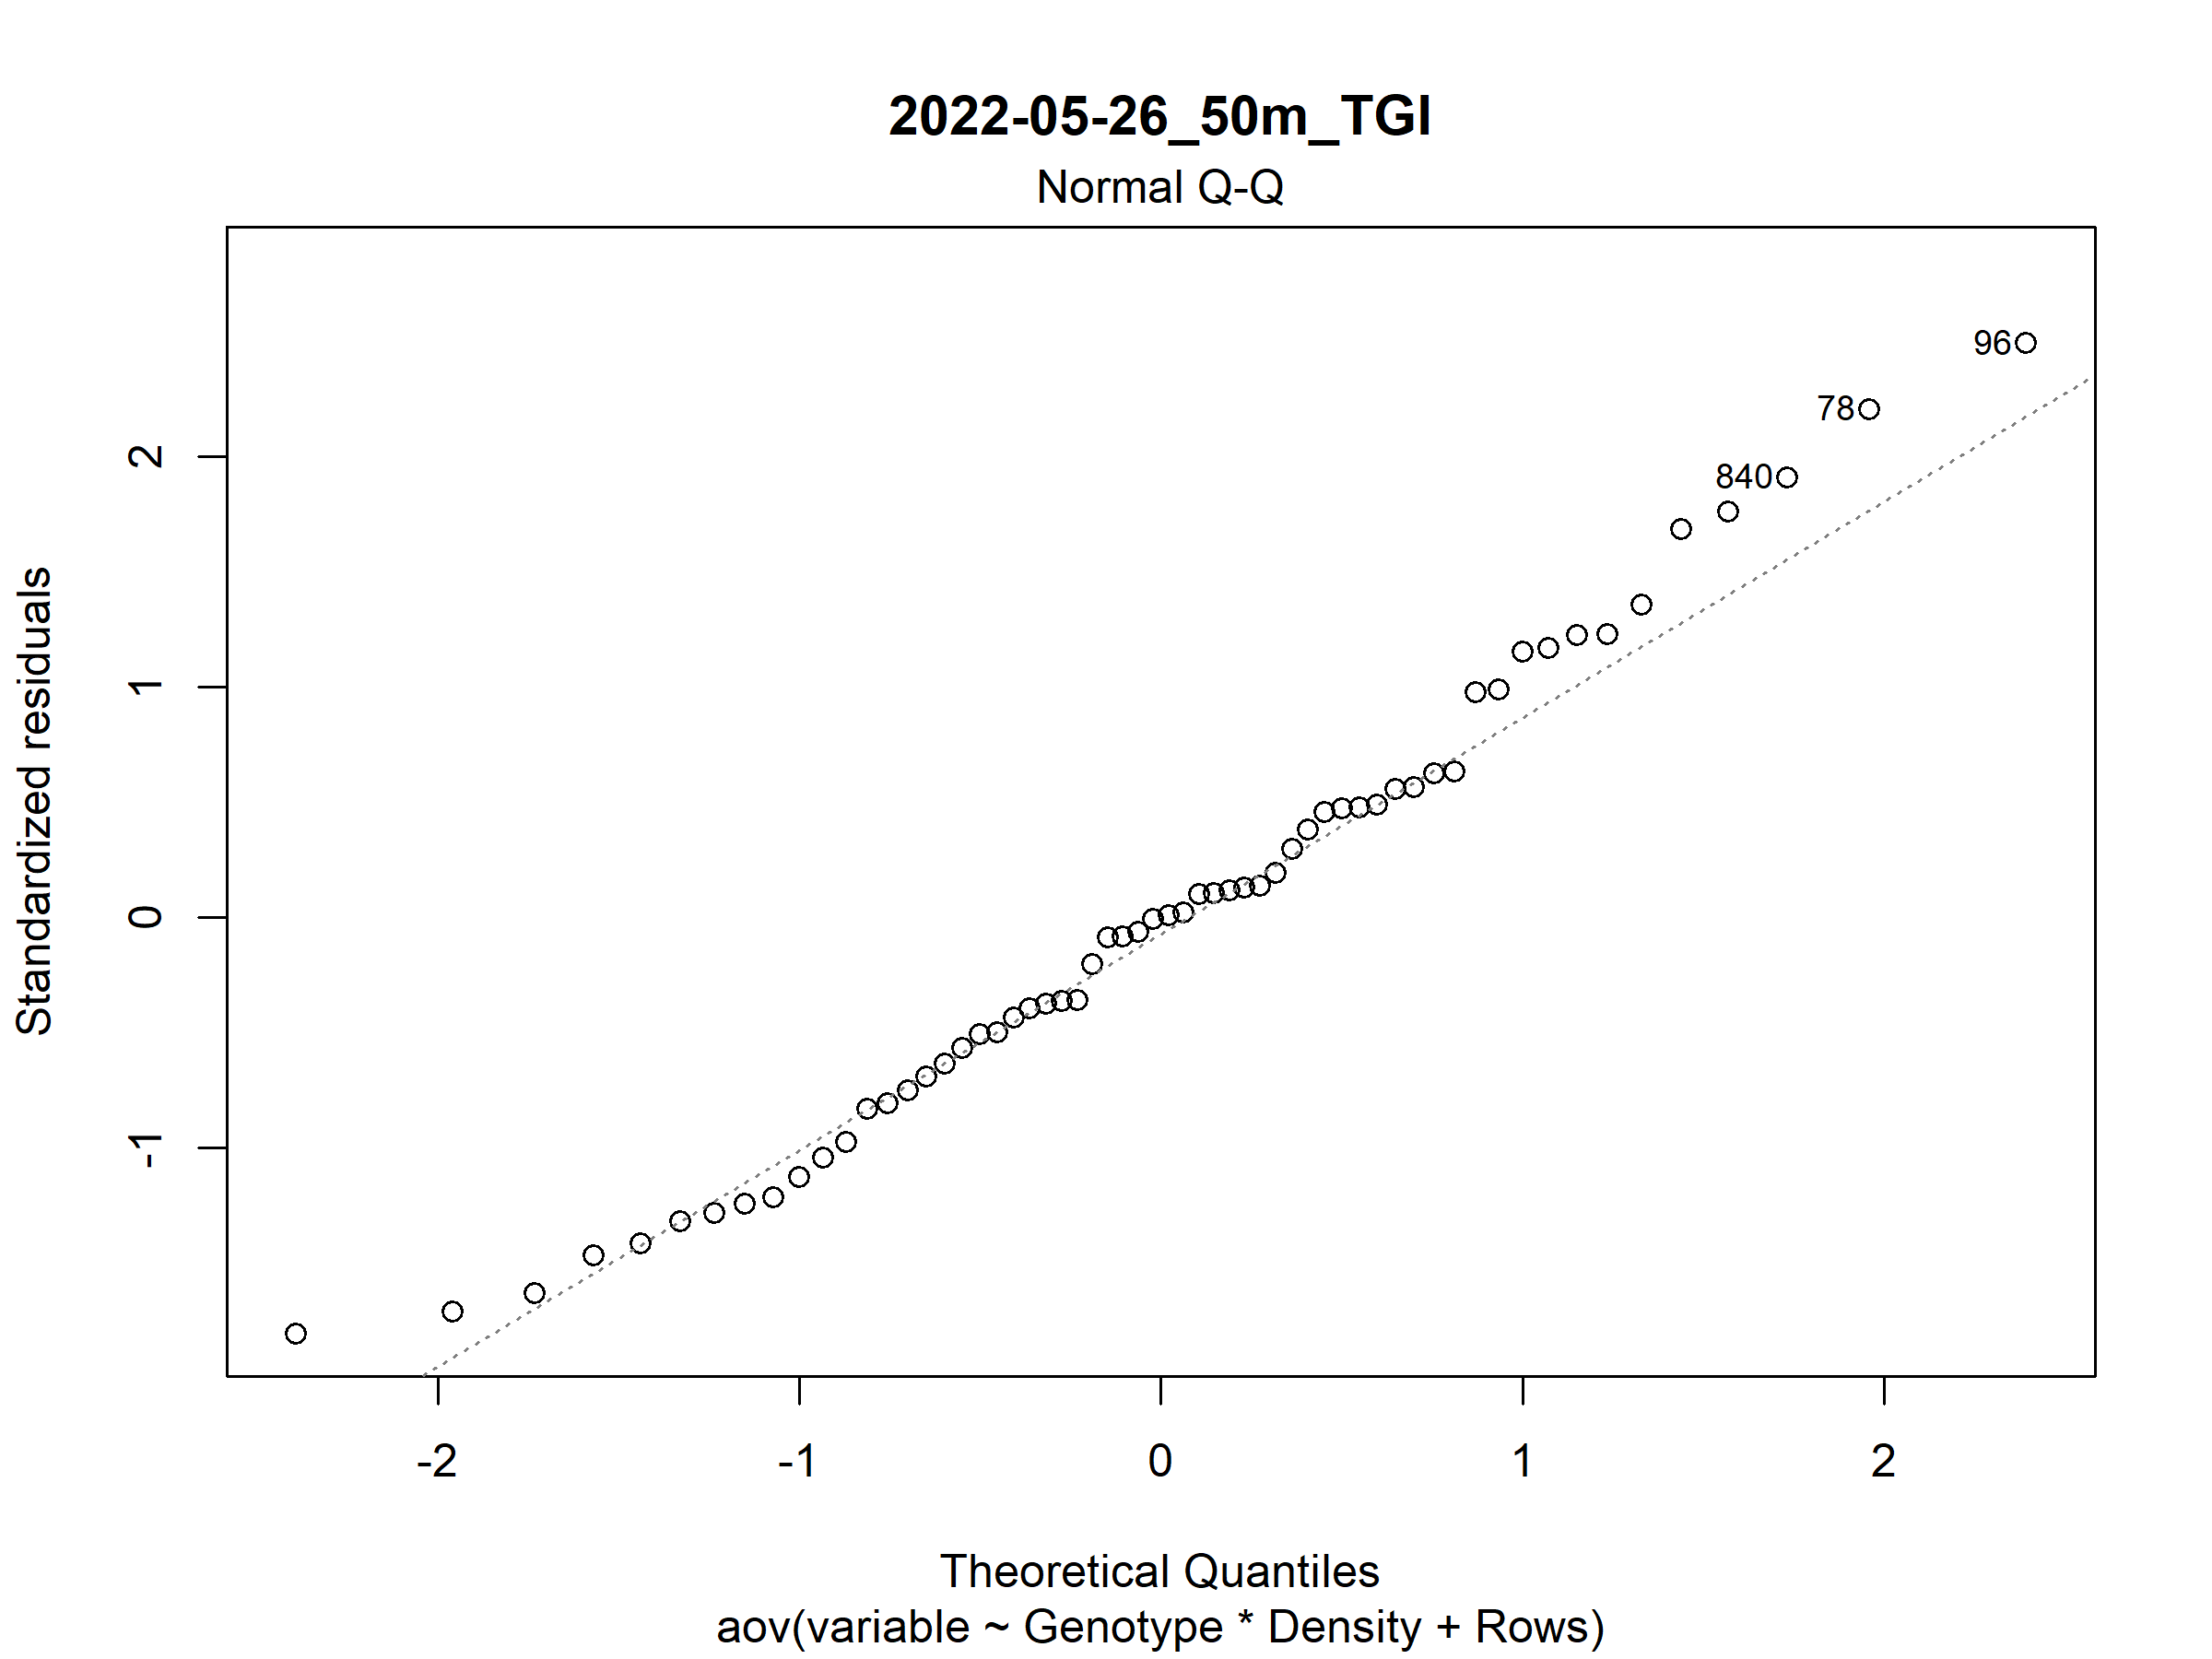 2022-05-26_50m_TGI
Normal Q-Q
96
78
840
2
1
0
-1
Standardized residuals
-2
-1
0
1
2
Theoretical Quantiles
aov(variable ~ Genotype * Density + Rows)